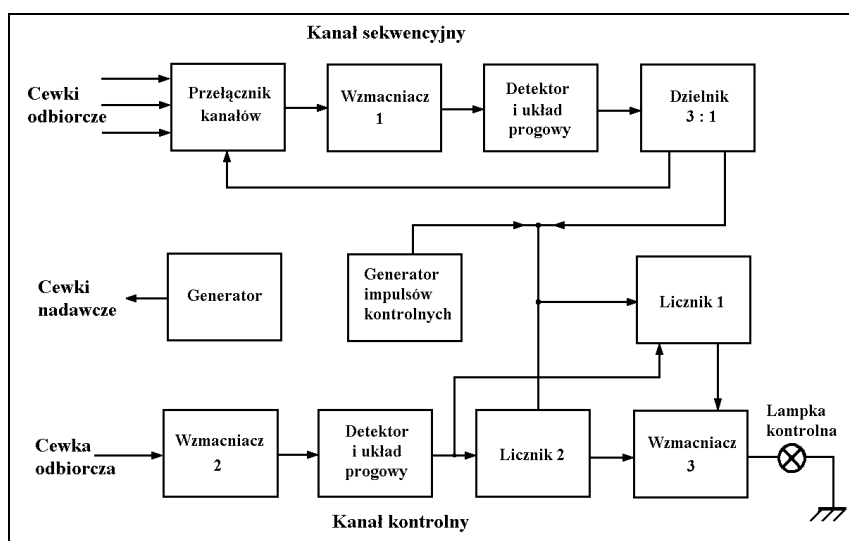 Kanał sekwencyjny
Cewki
odbiorcze
Przełącznik
kanałów
Wzmacniacz
1
Detektor
i układ
progowy
Dzielnik
3 : 1
Cewki
nadawcze
Generator
Generator
impulsów
kontrolnych
Licznik 1
Cewka
odbiorcza
Wzmacniacz
2
Detektor
i układ
progowy
Licznik 2
Wzmacniacz
3
Lampka
kontrolna
Kanał kontrolny